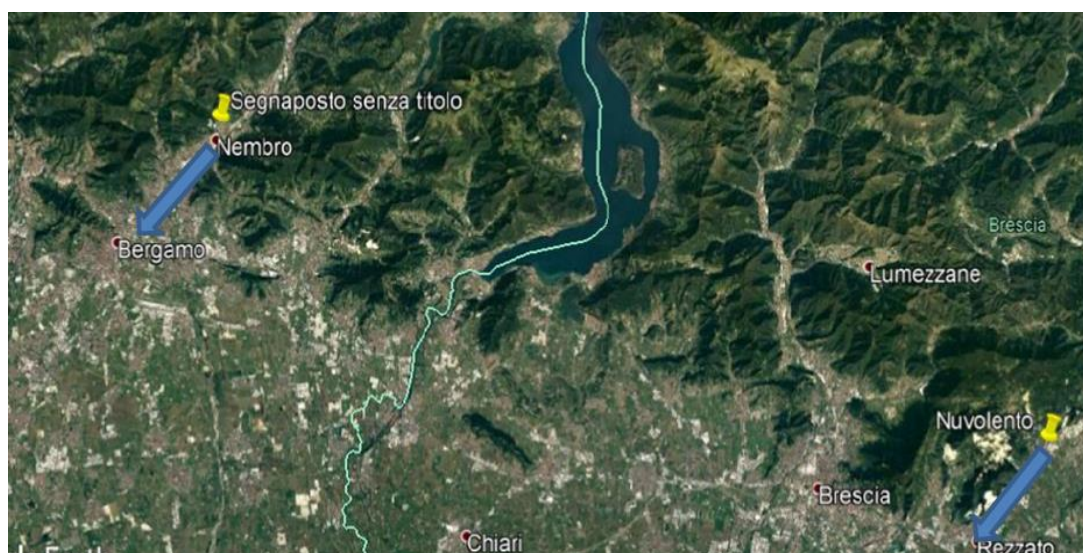 Segnaposto senza titolo
Nembro
Bergamo
Brescia
Lumezzane
Nuvolento
Brescia
Chiari
Rezzato